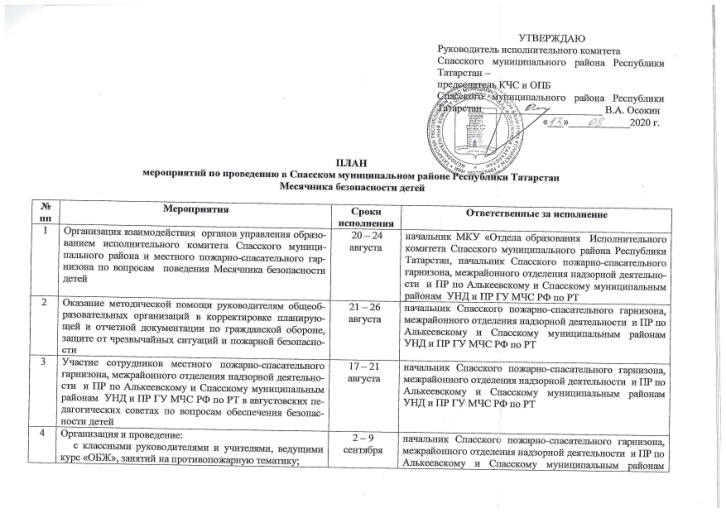 УТВЕРЖДАЮ
Руководитель исполнительного комитета
Спасского муниципального района Республики
Татарстан –
председатель КЧС и ОПБ
Спасского муниципального района Республики
Татарстан В.А. Осокин
«13» 08 2020 г.
ПЛАН
мероприятий по проведению в Спасском муниципальном районе Республики Татарстан
Месячника безопасности детей
№
пп
Мероприятия
Сроки
исполнения
Ответственные за исполнение
1
Организация взаимодействия органов управления образо-
ванием исполнительного комитета Спасского муници-
пального района и местного пожарно-спасательного гар-
низона по вопросам поведения Месячника безопасности
детей
20 – 24
августа
начальник МКУ «Отдела образования Исполнительного
комитета Спасского муниципального района Республики
Татарстан, начальник Спасского пожарно-спасательного
гарнизона, межрайонного отделения надзорной деятельно-
сти и ПР по Алькеевскому и Спасскому муниципальным
районам УНД и ПР ГУ МЧС РФ по РТ
2
Оказание методической помощи руководителям общеоб-
разовательных организаций в корректировке планирую-
щей и отчетной документации по гражданской обороне,
защите от чрезвычайных ситуаций и пожарной безопасно-
сти
21 – 26
августа
начальник Спасского пожарно-спасательного гарнизона,
межрайонного отделения надзорной деятельности и ПР по
Алькеевскому и Спасскому муниципальным районам
УНД и ПР ГУ МЧС РФ по РТ
3
Участие сотрудников местного пожарно-спасательного
гарнизона, межрайонного отделения надзорной деятельно-
сти и ПР по Алькеевскому и Спасскому муниципальным
районам УНД и ПР ГУ МЧС РФ по РТ в августовских пе-
дагогических советах по вопросам обеспечения безопас-
ности детей
17 – 21
августа
начальник Спасского пожарно-спасательного гарнизона,
межрайонного отделения надзорной деятельности и ПР по
Алькеевскому и Спасскому муниципальным районам
УНД и ПР ГУ МЧС РФ по РТ
4
Организация и проведение:
с классными руководителями и учителями, ведущими
курс «ОБЖ», занятий на противопожарную тематику;
2 – 9
сентября
начальник Спасского пожарно-спасательного гарнизона,
межрайонного отделения надзорной деятельности и ПР по
Алькеевскому и Спасскому муниципальным районам